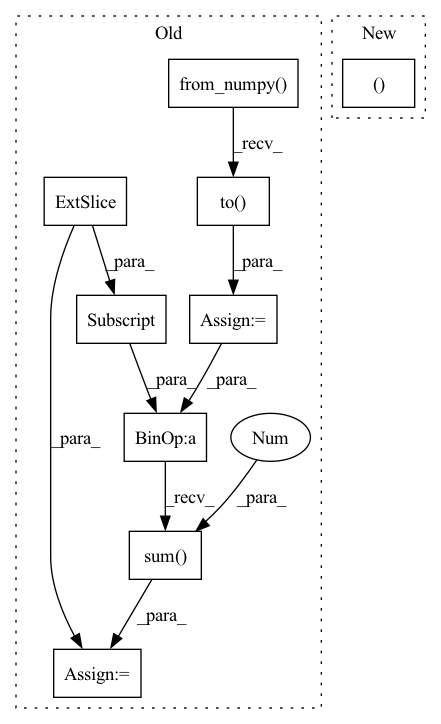 Old
New
from_numpy()
()
_recv_
ExtSlice
to()
_para_
_para_
Subscript
Assign:=
_para_
_para_
_para_
BinOp:a
Num
_recv_
_para_
sum()
_para_
Assign:=